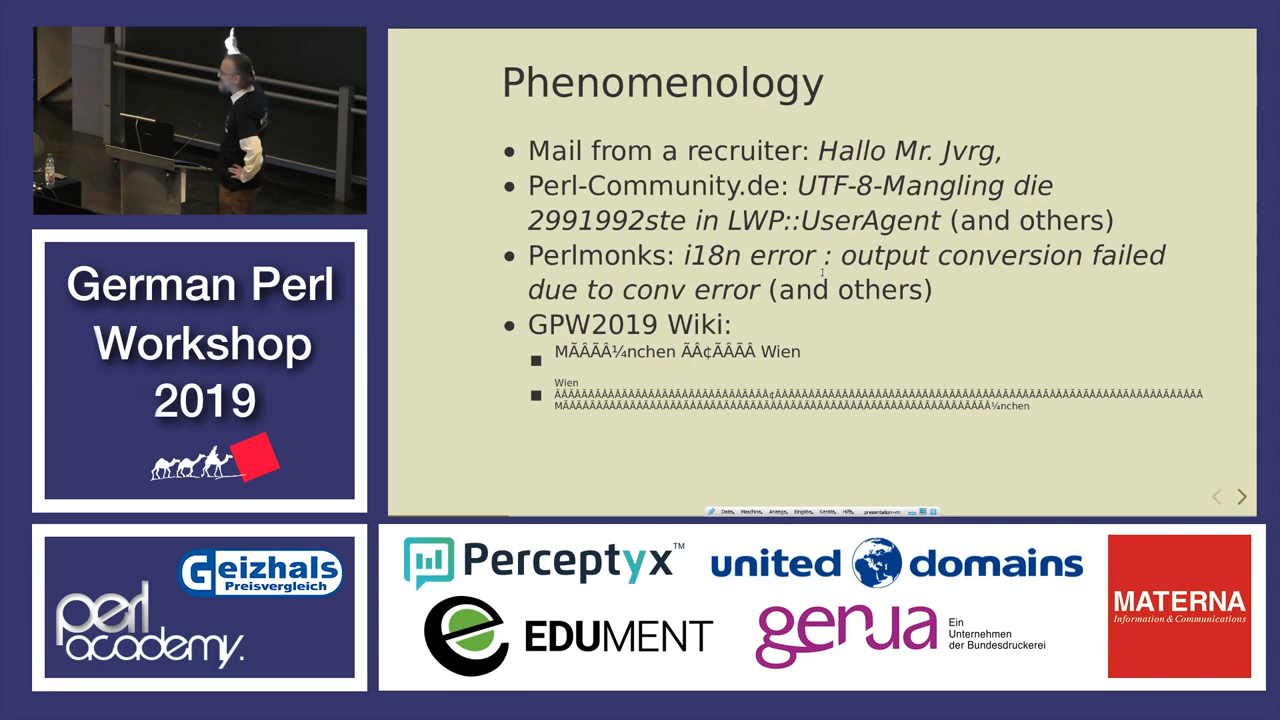 Phenomenology
• Mail from a recruiter: Hallo Mr. Jvrg,
• Perl-Community.de: UTF-8-Mangling die
2991992ste in LWP::UserAgent (and others)
• Perlmonks: i18n error : output conversion failed
due to conv error (and others)
• GPW2019 Wiki:
MÃÂÃÂ¼nchen ÃÂ¢ÃÂÃÂ Wien
Wien
German Perl
Workshop
2019
Geizhals
Preisvergleich
perl
academy.
Perceptyx™
united domains
EDUMENT
genua
Ein
Unternehmen
der Bundesdruckerei
MATERNA
Information & Communications